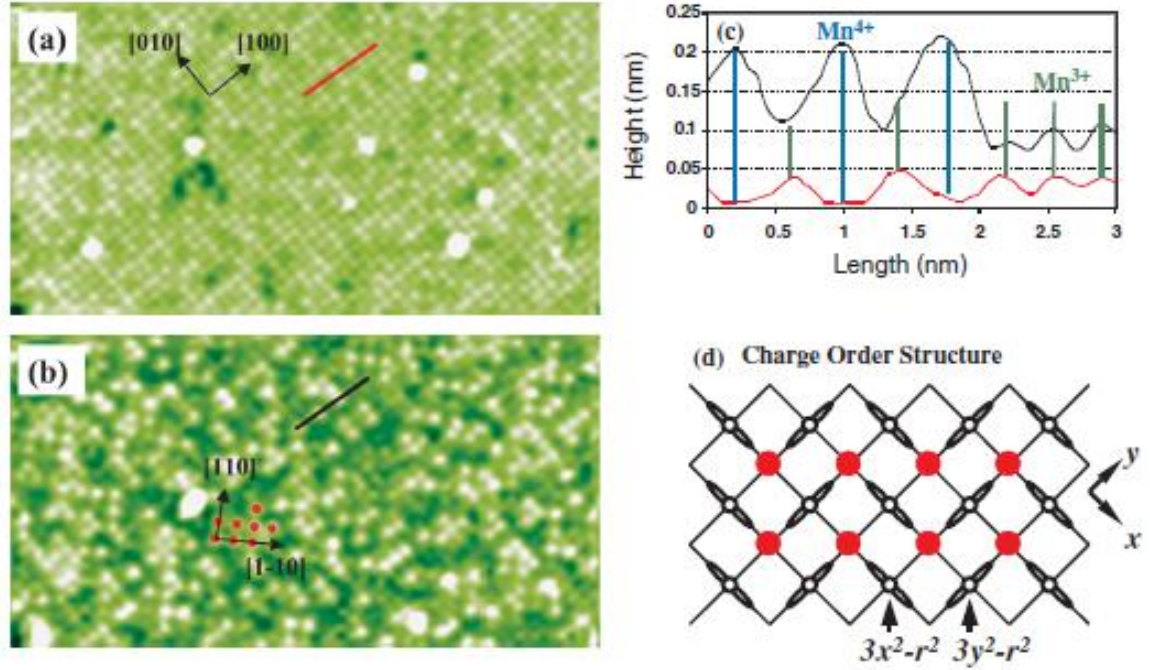 (a)
[010]
[100]
(b)
[110]
[1-10]
(c)
Mn4+
Mn3+
Height (nm)
0.25
0.2
0.15
0.1
0.05
0
0
0.5
1
1.5
2
2.5
3
Length (nm)
(d) Charge Order Structure
y
x
3x²-r² 3y²-r²